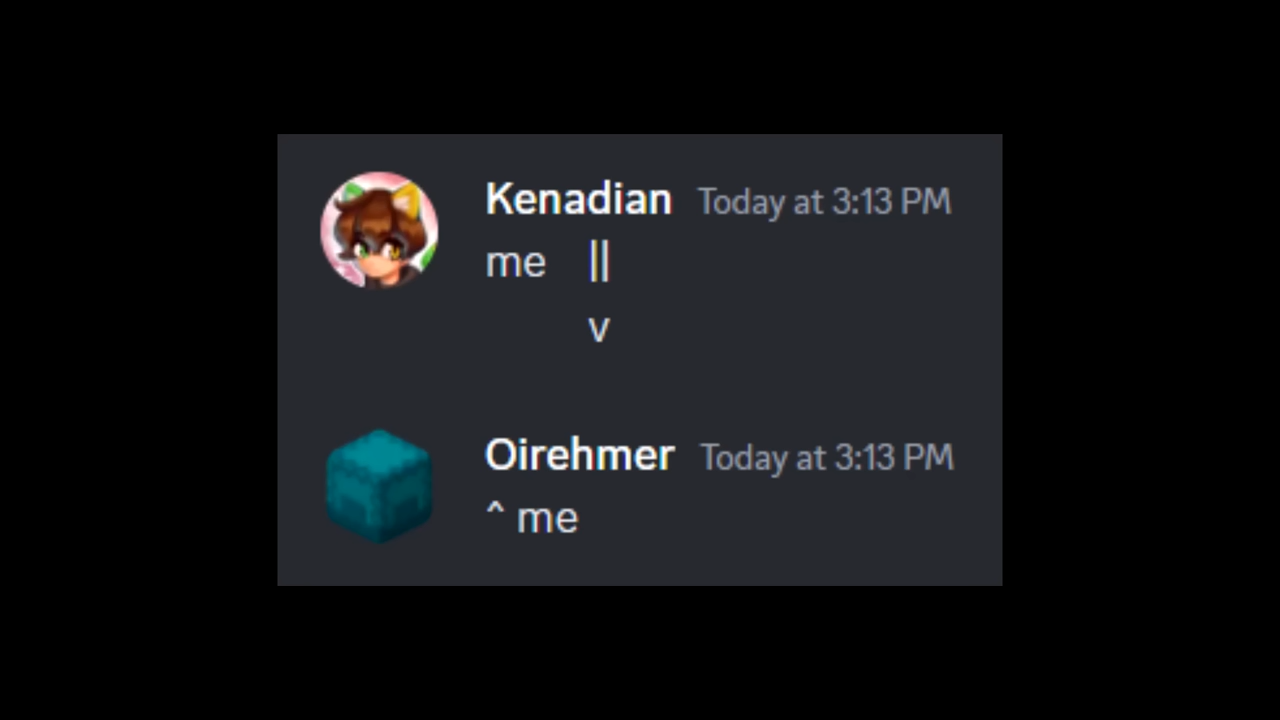 Kenadian Today at 3:13 PM
me    ||
v
Oirehmer Today at 3:13 PM
^ me